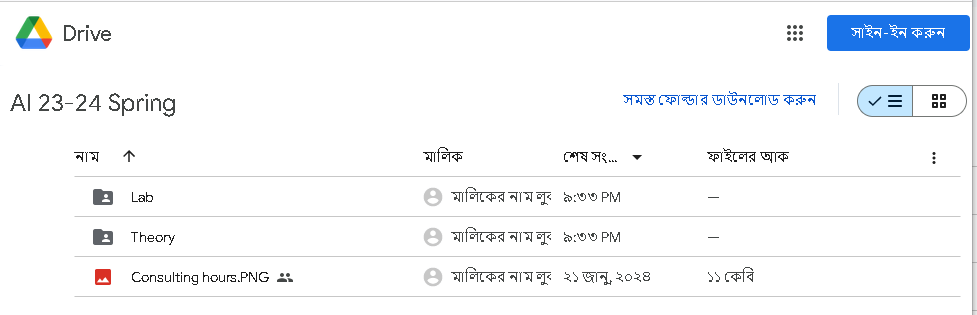 Drive
সাইন-ইন করুন
AI 23-24 Spring
সমস্ত ফোল্ডার ডাউনলোড করুন
নাম মালিক শেষ সং... ফাইলের আক
Lab মালিকের নাম লুব ৯:৩৩ PM —
Theory মালিকের নাম লুব ৯:৩৩ PM —
Consulting hours.PNG মালিকের নাম লুব ২১ জানু, ২০২৪ ১১ কেবি